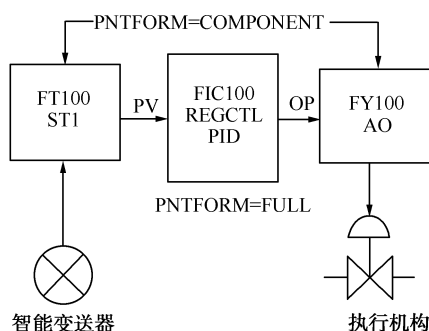 PNTFORM=COMPONENT
FT100
ST1
PV
FIC100
REGCTL
PID
OP
FY100
AO
PNTFORM=FULL
智能变送器
执行机构